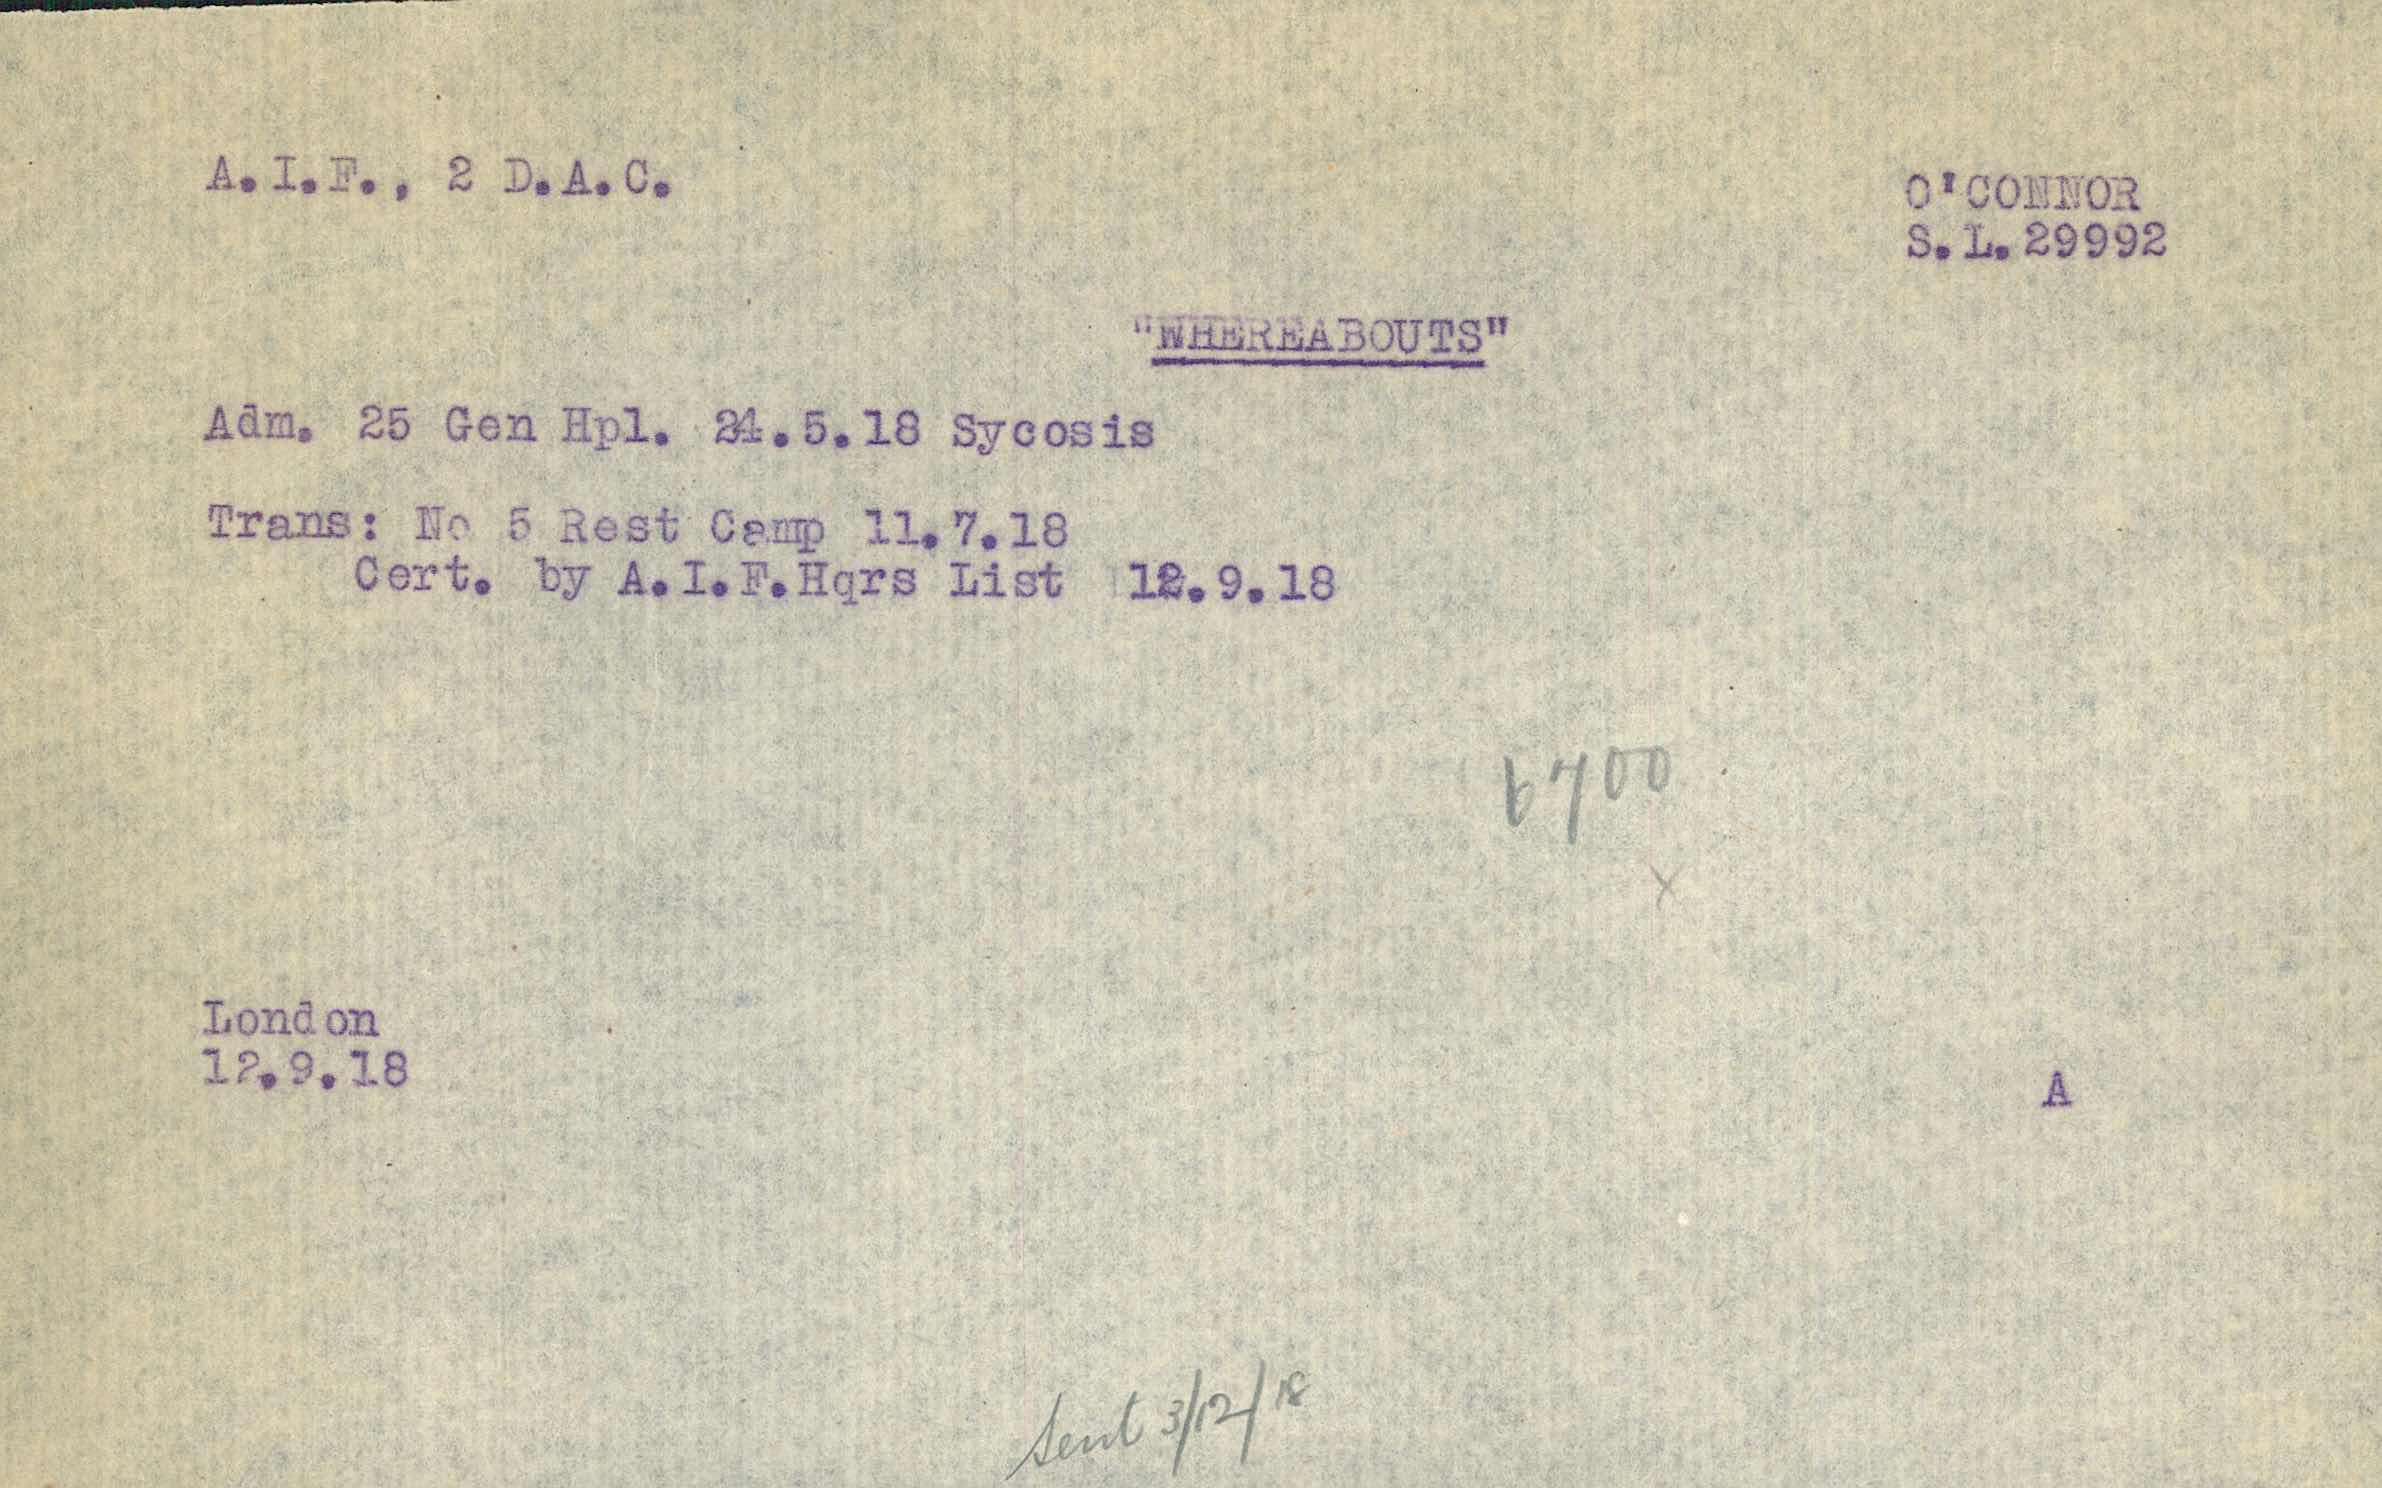 A.I.F., 2 D.A.C.
O'CONNOR
S.L.29992
"WHEREABOUTS"
Adm. 25 Gen Hpl. 24.5.18 Sycosis
Trans: No 5 Rest Camp 11.7.18
Cert. by A.I.F.Hqrs List 12.9.18
6700
x
London
12.9.18
A
Sent 3/12/18